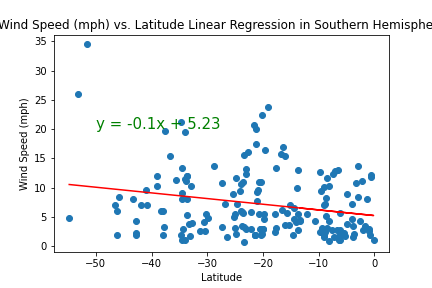 Wind Speed (mph) vs. Latitude Linear Regression in Southern Hemisphe
35
30
25
20
15
10
5
0
Wind Speed (mph)
y = -0.1x + 5.23
−50 −40 −30 −20 −10 0
Latitude